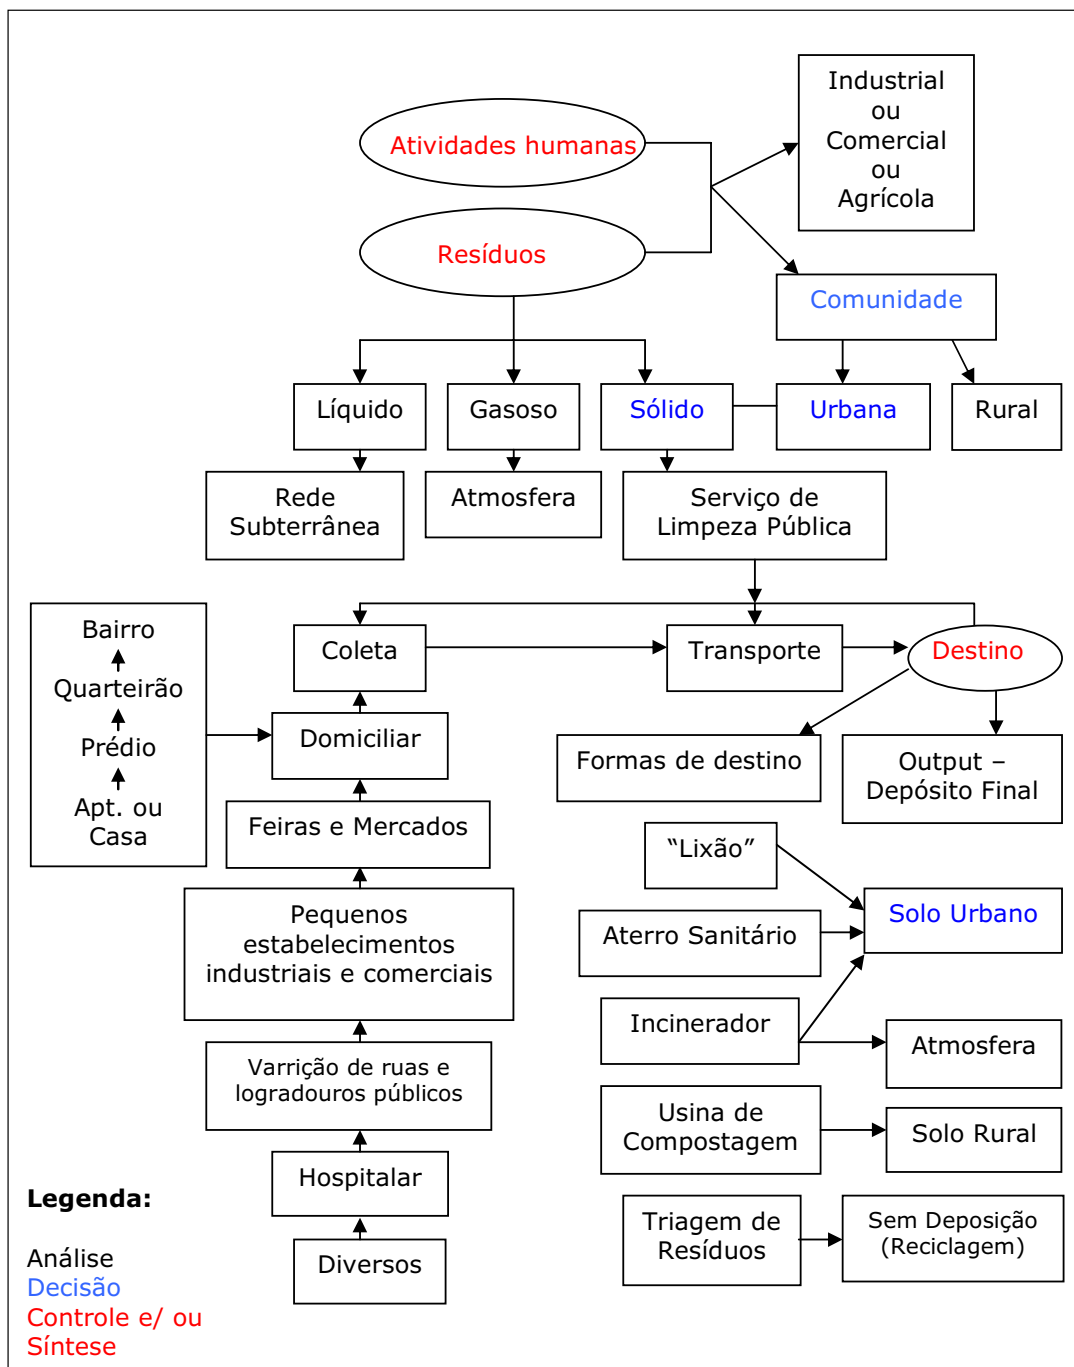 Atividades humanas
Industrial
ou
Comercial
ou
Agrícola
Resíduos
Comunidade
Líquido
Gasoso
Sólido
Urbana
Rural
Rede
Subterrânea
Atmosfera
Serviço de
Limpeza Pública
Bairro
Quarteirão
Prédio
Apt. ou
Casa
Coleta
Transporte
Destino
Domiciliar
Formas de destino
Output –
Depósito Final
Feiras e Mercados
“Lixão”
Pequenos
estabelecimentos
industriais e comerciais
Solo Urbano
Aterro Sanitário
Incinerador
Atmosfera
Varrição de ruas e
logradouros públicos
Usina de
Compostagem
Solo Rural
Hospitalar
Triagem de
Resíduos
Sem Deposição
(Reciclagem)
Diversos
Legenda:
Análise
Decisão
Controle e/ ou
Síntese